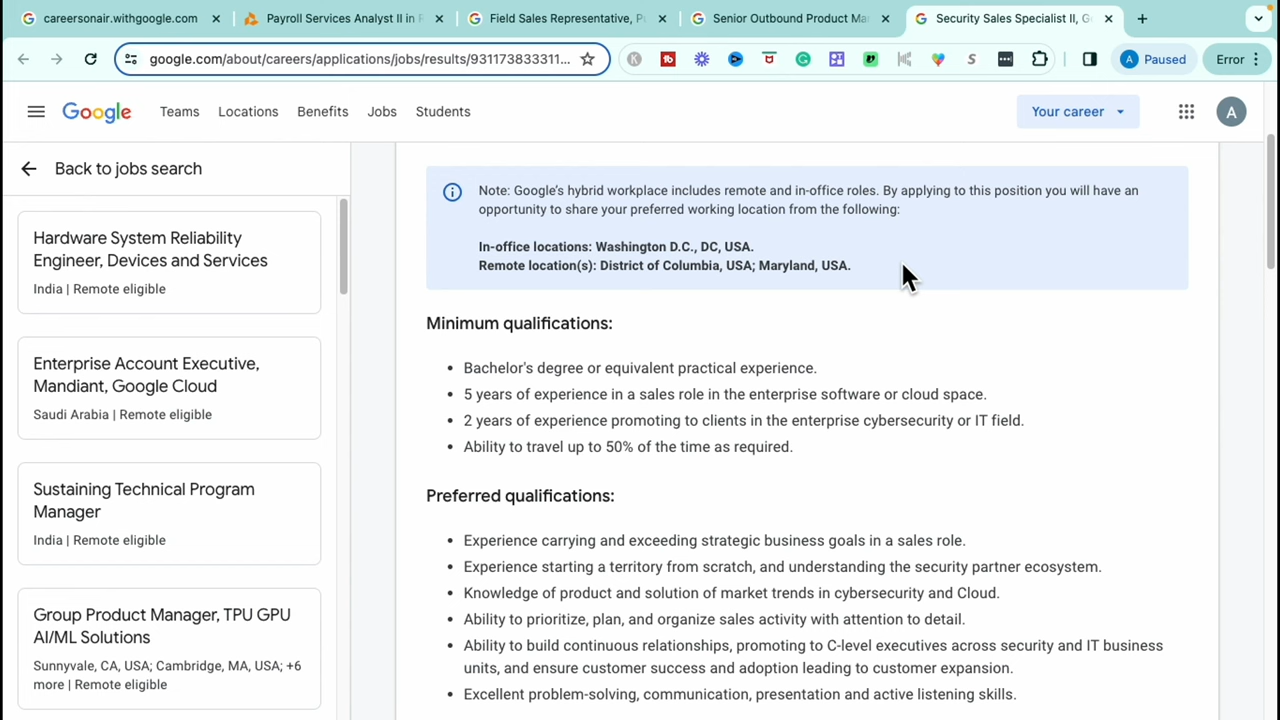 careersonair.withgoogle.com
Payroll Services Analyst II in R
Field Sales Representative, P
Senior Outbound Product Ma
Security Sales Specialist II, G
google.com/about/careers/applications/jobs/results/931173833311...
A Paused
Error
Google
Teams
Locations
Benefits
Jobs
Students
Your career
A
Back to jobs search
Hardware System Reliability
Engineer, Devices and Services
India | Remote eligible
Enterprise Account Executive,
Mandiant, Google Cloud
Saudi Arabia | Remote eligible
Sustaining Technical Program
Manager
India | Remote eligible
Group Product Manager, TPU GPU
AI/ML Solutions
Sunnyvale, CA, USA; Cambridge, MA, USA; +6
more | Remote eligible
Note: Google's hybrid workplace includes remote and in-office roles. By applying to this position you will have an
opportunity to share your preferred working location from the following:
In-office locations: Washington D.C., DC, USA.
Remote location(s): District of Columbia, USA; Maryland, USA.
Minimum qualifications:
• Bachelor's degree or equivalent practical experience.
• 5 years of experience in a sales role in the enterprise software or cloud space.
• 2 years of experience promoting to clients in the enterprise cybersecurity or IT field.
• Ability to travel up to 50% of the time as required.
Preferred qualifications:
• Experience carrying and exceeding strategic business goals in a sales role.
• Experience starting a territory from scratch, and understanding the security partner ecosystem.
• Knowledge of product and solution of market trends in cybersecurity and Cloud.
• Ability to prioritize, plan, and organize sales activity with attention to detail.
• Ability to build continuous relationships, promoting to C-level executives across security and IT business
units, and ensure customer success and adoption leading to customer expansion.
• Excellent problem-solving, communication, presentation and active listening skills.